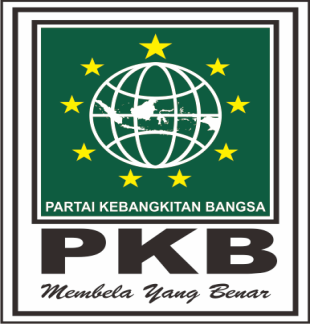 PARTAI KEBANGKITAN BANGSA
PKB
Membela Yang Benar